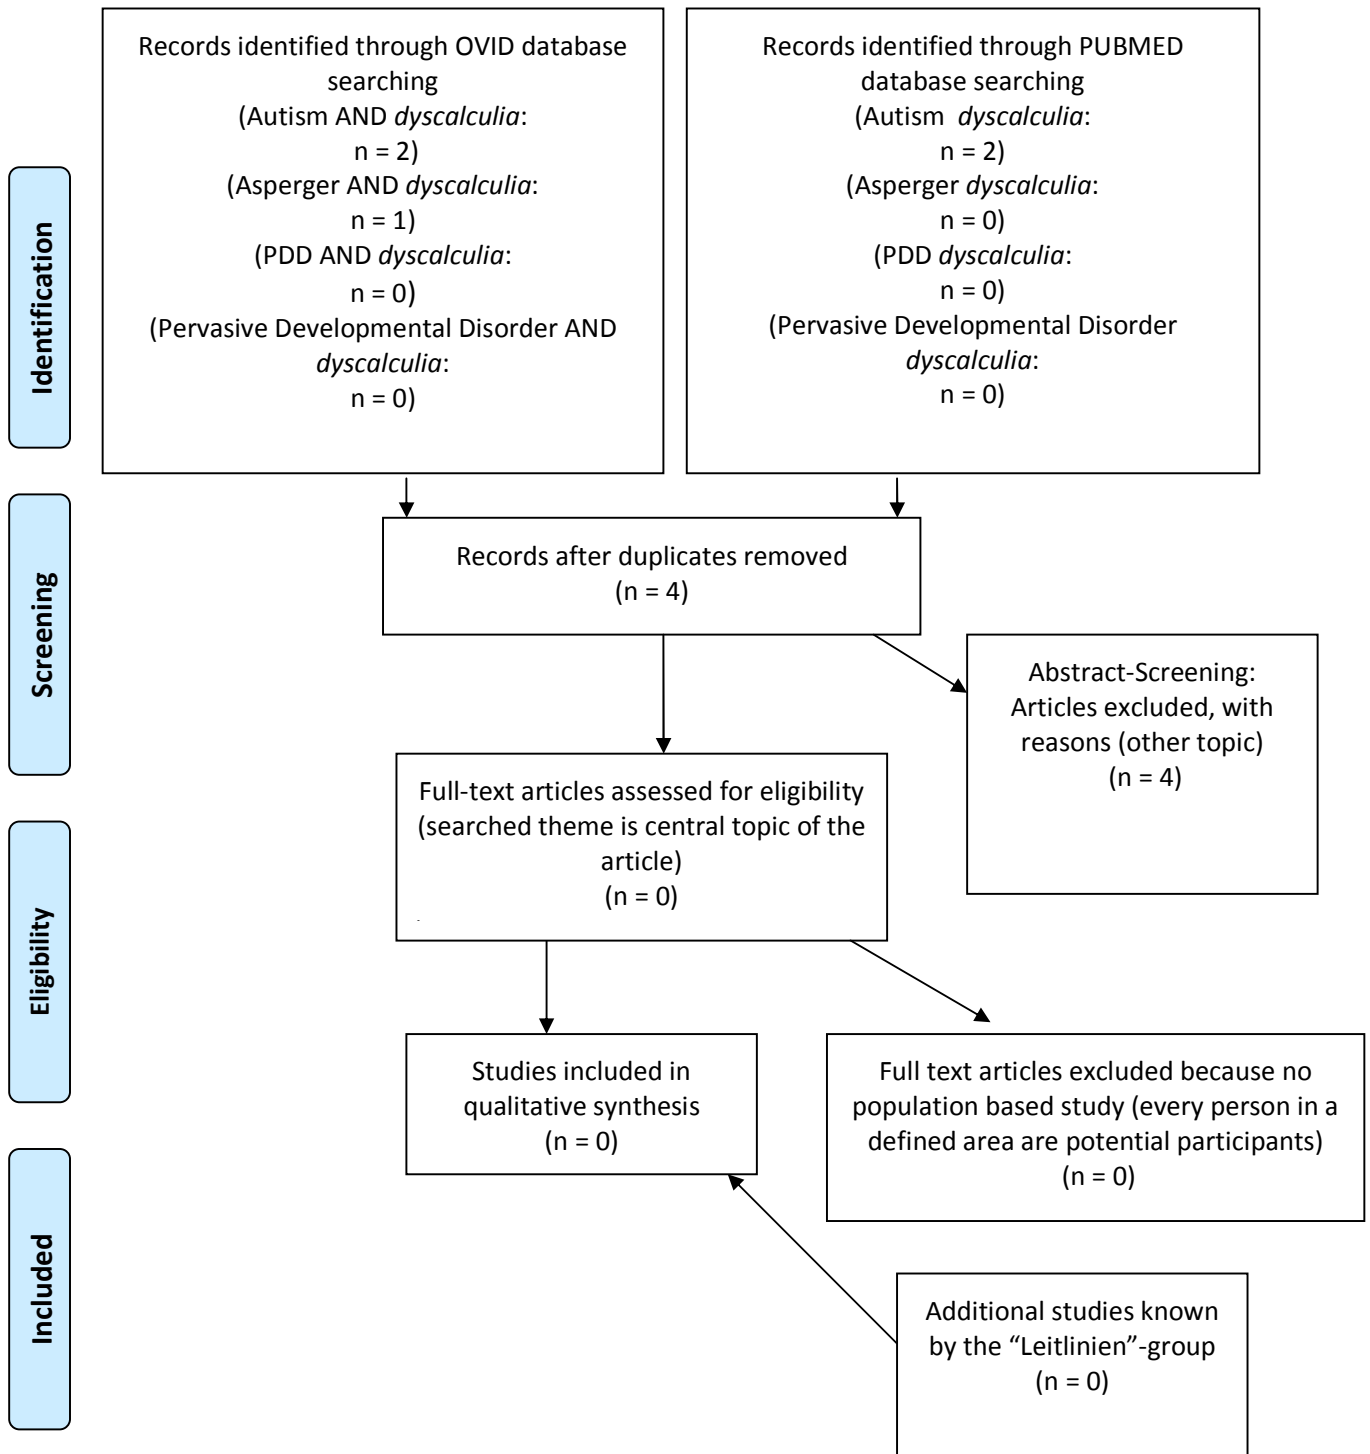 Records identified through OVID database
searching
(Autism AND dyscalculia:
n = 2)
(Asperger AND dyscalculia:
n = 1)
(PDD AND dyscalculia:
n = 0)
(Pervasive Developmental Disorder AND
dyscalculia:
n = 0)
Records identified through PUBMED
database searching
(Autism dyscalculia:
n = 2)
(Asperger dyscalculia:
n = 0)
(PDD dyscalculia:
n = 0)
(Pervasive Developmental Disorder
dyscalculia:
n = 0)
Identification
Records after duplicates removed
(n = 4)
Screening
Abstract-Screening:
Articles excluded, with
reasons (other topic)
(n = 4)
Full-text articles assessed for eligibility
(searched theme is central topic of the
article)
(n = 0)
Eligibility
Studies included in
qualitative synthesis
(n = 0)
Full text articles excluded because no
population based study (every person in a
defined area are potential participants)
(n = 0)
Included
Additional studies known
by the “Leitlinien”-group
(n = 0)